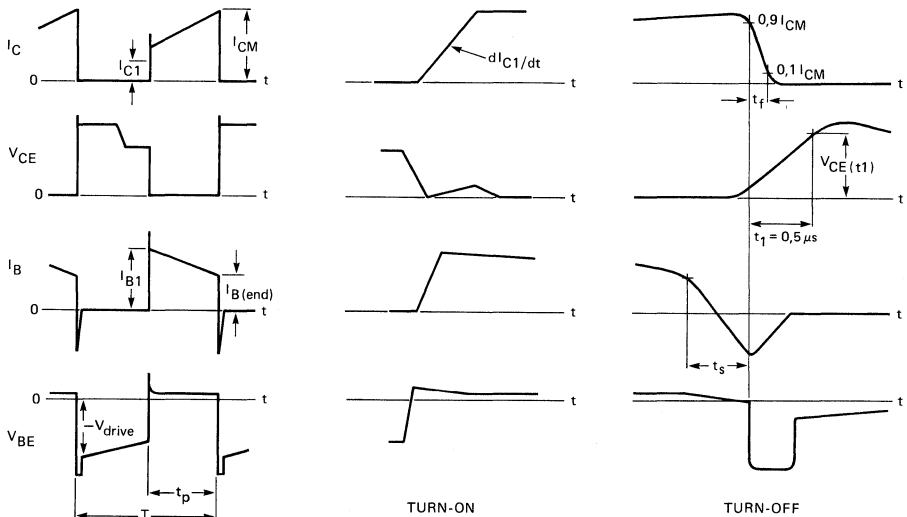 I_C
I_C1
I_CM
0
t
dI_C1/dt
0,9 I_CM
0,1 I_CM
t_f
t
V_CE
0
t
t
V_CE(t1)
t
t_1 = 0,5 μs
I_B
I_B1
I_B(end)
0
t
t
t
t_s
0
t
V_BE
–V_drive
t
t
t_p
T
TURN-ON
TURN-OFF